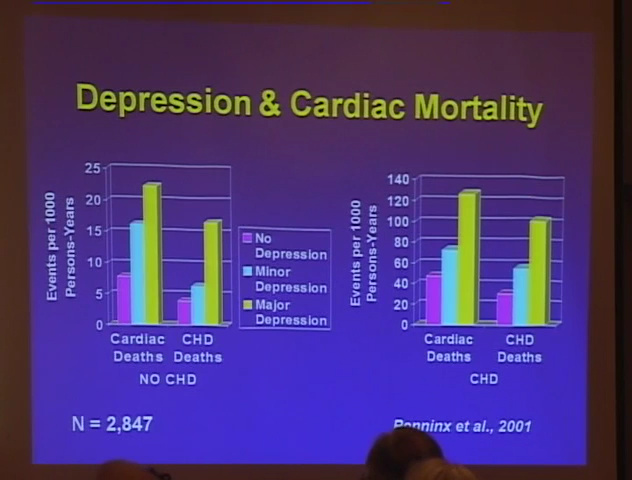 Depression & Cardiac Mortality
Events per 1000
Persons-Years
25
20
15
10
5
0
Cardiac
Deaths
CHD
Deaths
NO CHD
No
Depression
Minor
Depression
Major
Depression
Events per 1000
Persons-Years
140
120
100
80
60
40
20
0
Cardiac
Deaths
CHD
Deaths
CHD
N = 2,847
Penninx et al., 2001